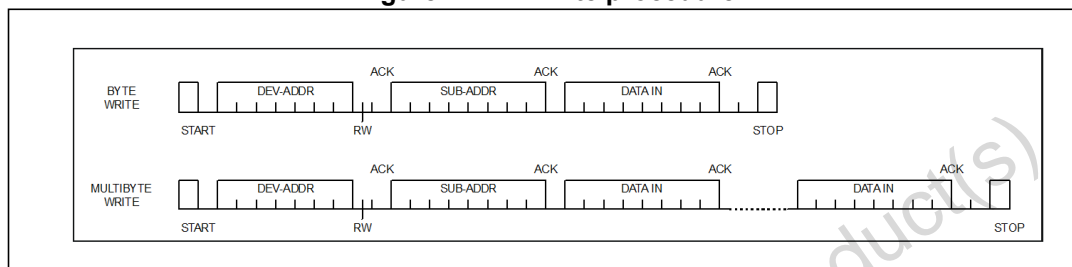 ACK ACK ACK
BYTE WRITE DEV-ADDR SUB-ADDR DATA IN
START RW STOP
ACK ACK ACK ACK
MULTIBYTE WRITE DEV-ADDR SUB-ADDR DATA IN DATA IN
START RW STOP